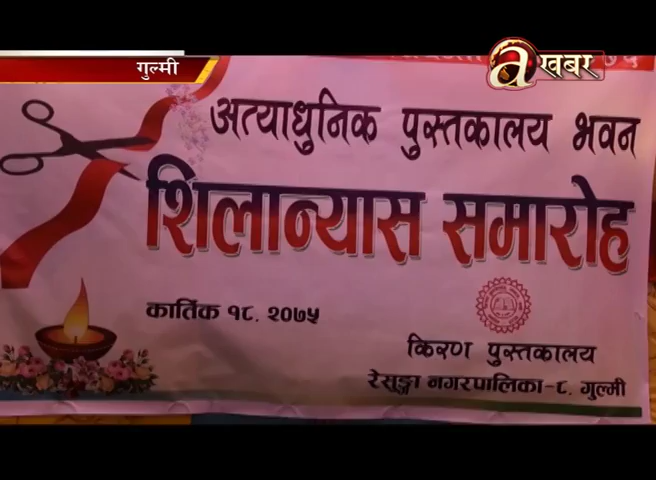 गुल्मी
a खबर
अत्याधुनिक पुस्तकालय भवन
शिलान्यास समारोह
कार्तिक १८, २०७५
किरण पुस्तकालय
रेसुङ्गा नगरपालिका-८, गुल्मी